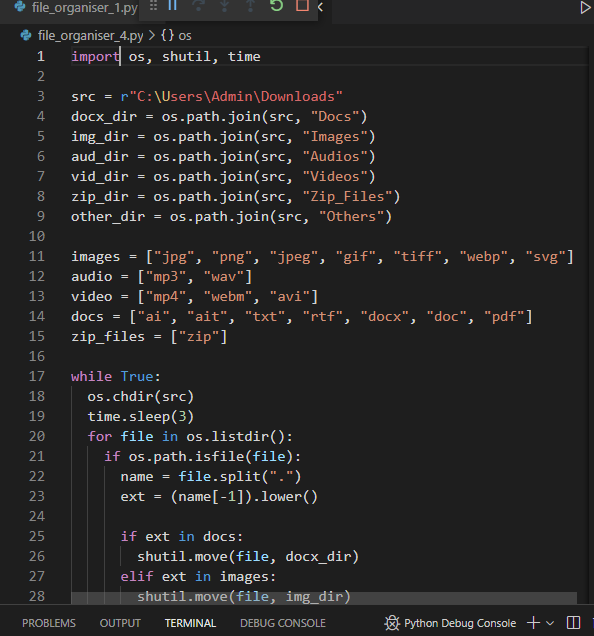 file_organiser_1.py
file_organiser_4.py > {} os
1 import os, shutil, time
2
3 src = r"C:\Users\Admin\Downloads"
4 docx_dir = os.path.join(src, "Docs")
5 img_dir = os.path.join(src, "Images")
6 aud_dir = os.path.join(src, "Audios")
7 vid_dir = os.path.join(src, "Videos")
8 zip_dir = os.path.join(src, "Zip_Files")
9 other_dir = os.path.join(src, "Others")
10
11 images = ["jpg", "png", "jpeg", "gif", "tiff", "webp", "svg"]
12 audio = ["mp3", "wav"]
13 video = ["mp4", "webm", "avi"]
14 docs = ["ai", "ait", "txt", "rtf", "docx", "doc", "pdf"]
15 zip_files = ["zip"]
16
17 while True:
18   os.chdir(src)
19   time.sleep(3)
20   for file in os.listdir():
21     if os.path.isfile(file):
22       name = file.split(".")
23       ext = (name[-1]).lower()
24
25       if ext in docs:
26         shutil.move(file, docx_dir)
27       elif ext in images:
28         shutil.move(file, img_dir)
PROBLEMS OUTPUT TERMINAL DEBUG CONSOLE Python Debug Console